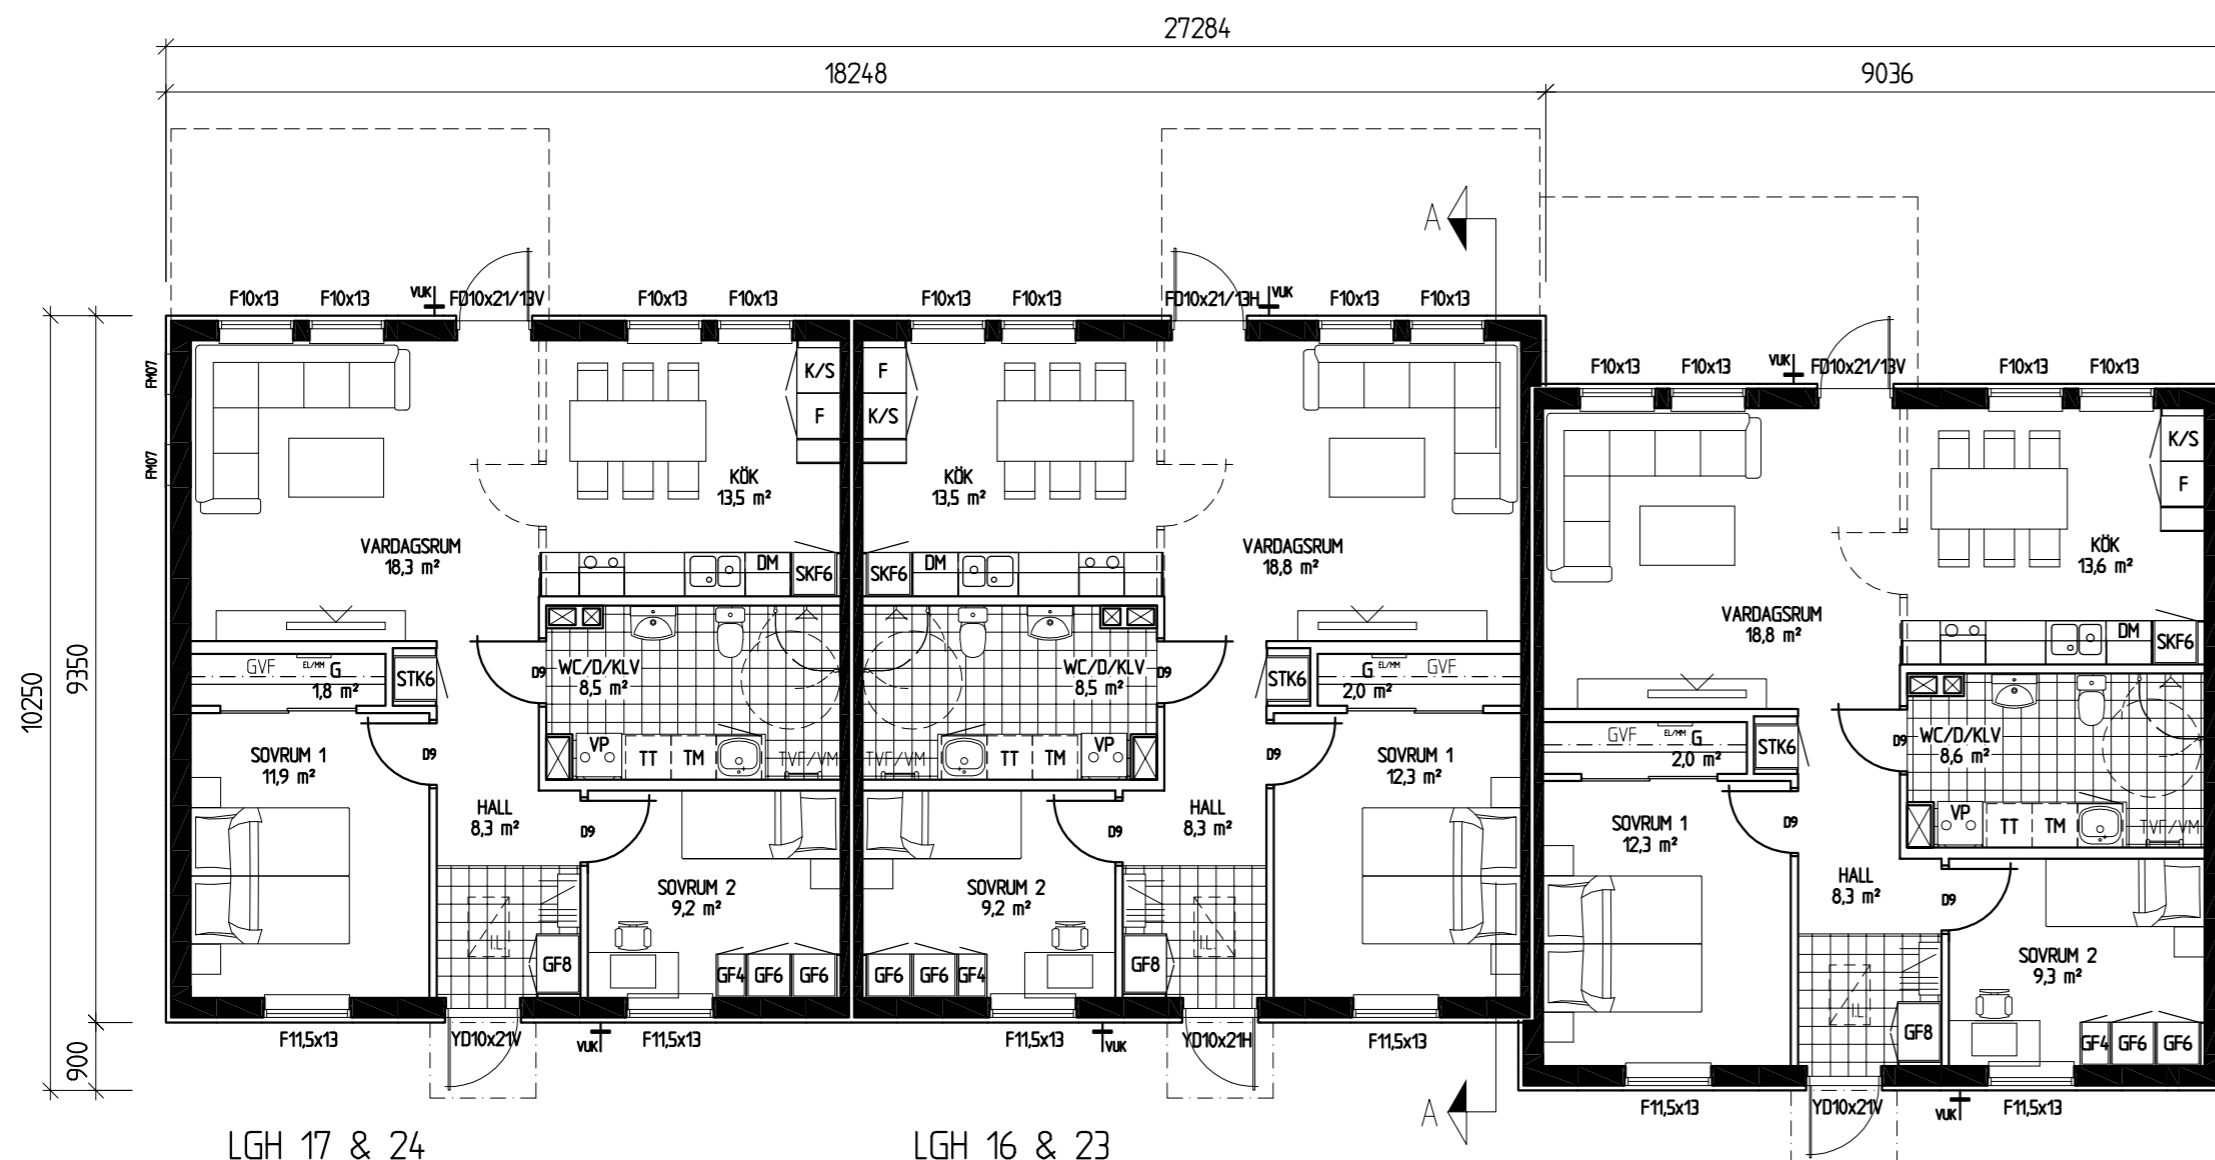 27284
18248
9036
10250
9350
900
A
F10x13
F10x13
VUK
FD10x21/13V
F10x13
F10x13
F10x13
F10x13
FD10x21/13H
VUK
F10x13
F10x13
F10x13
F10x13
VUK
FD10x21/13V
F10x13
F10x13
FM07
FM07
K/S
F
KÖK
13,5 m²
VARDAGSRUM
18,3 m²
DM
SKF6
GVF
EL/MM
G
1,8 m²
STK6
D9
WC/D/KLV
8,5 m²
VP
TT
TM
TVF/VM
SOVRUM 1
11,9 m²
D9
HALL
8,3 m²
D9
SOVRUM 2
9,2 m²
I.L
GF8
GF4
GF6
GF6
F11,5x13
YD10x21V
VUK
F11,5x13
LGH 17 & 24
F
K/S
KÖK
13,5 m²
VARDAGSRUM
18,8 m²
SKF6
DM
WC/D/KLV
8,5 m²
D9
STK6
G
EL/MM
GVF
2,0 m²
TVF/VM
TT
TM
VP
D9
SOVRUM 1
12,3 m²
HALL
8,3 m²
D9
SOVRUM 2
9,2 m²
I.L
GF6
GF6
GF4
GF8
F11,5x13
VUK
YD10x21H
F11,5x13
A
LGH 16 & 23
K/S
F
KÖK
13,6 m²
VARDAGSRUM
18,8 m²
DM
SKF6
GVF
EL/MM
G
2,0 m²
STK6
D9
WC/D/KLV
8,6 m²
VP
TT
TM
TVF/VM
SOVRUM 1
12,3 m²
D9
HALL
8,3 m²
D9
SOVRUM 2
9,3 m²
I.L
GF8
GF4
GF6
GF6
F11,5x13
YD10x21V
VUK
F11,5x13